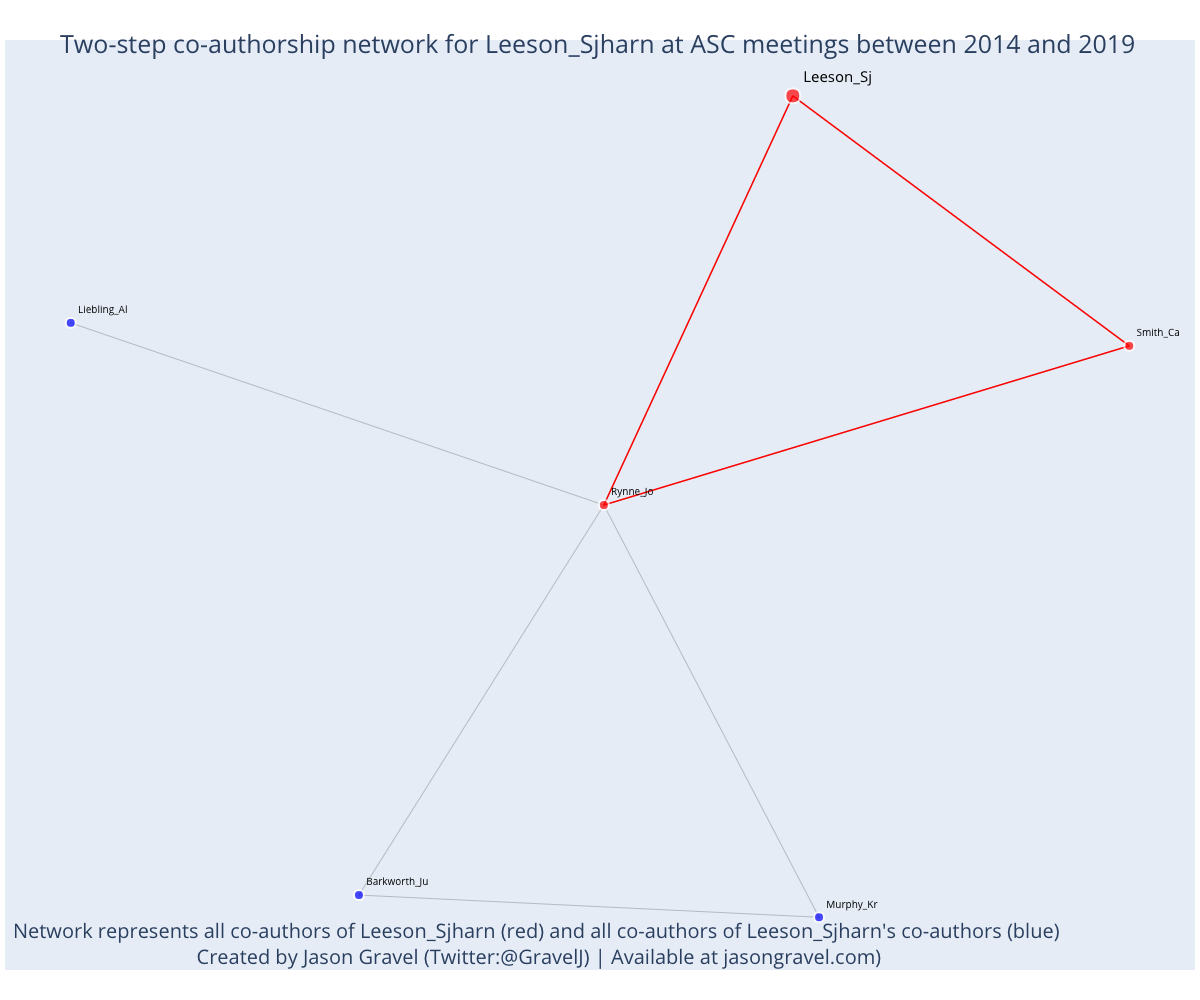 Two-step co-authorship network for Leeson_Sjharn at ASC meetings between 2014 and 2019
Leeson_Sj
Liebling_Al
Smith_Ca
Rynne_Jo
Barkworth_Ju
Murphy_Kr
Network represents all co-authors of Leeson_Sjharn (red) and all co-authors of Leeson_Sjharn's co-authors (blue)
Created by Jason Gravel (Twitter:@GravelJ) | Available at jasongravel.com)